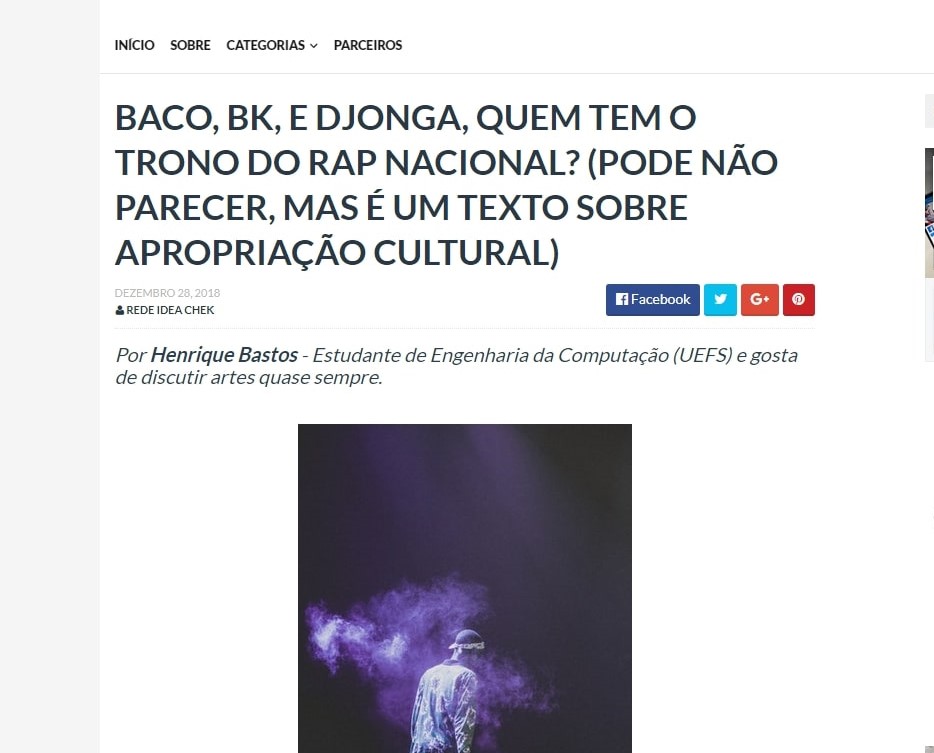 INÍCIO SOBRE CATEGORIAS PARCEIROS
BACO, BK, E DJONGA, QUEM TEM O
TRONO DO RAP NACIONAL? (PODE NÃO
PARECER, MAS É UM TEXTO SOBRE
APROPRIAÇÃO CULTURAL)
DEZEMBRO 28, 2018
REDE IDEA CHEK
Facebook
G+
Por Henrique Bastos - Estudante de Engenharia da Computação (UEFS) e gosta
de discutir artes quase sempre.